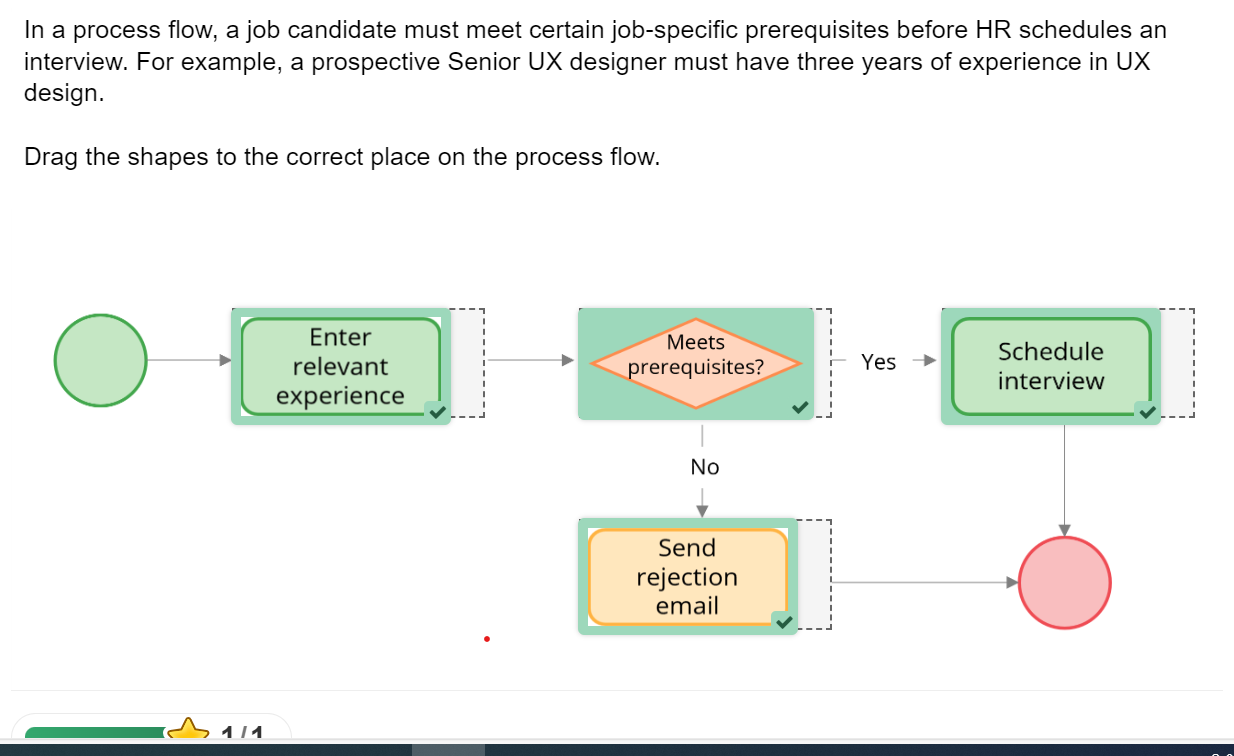 In a process flow, a job candidate must meet certain job-specific prerequisites before HR schedules an
interview. For example, a prospective Senior UX designer must have three years of experience in UX
design.
Drag the shapes to the correct place on the process flow.
Enter
relevant
experience
Meets
prerequisites?
Yes
Schedule
interview
No
Send
rejection
email
1/1